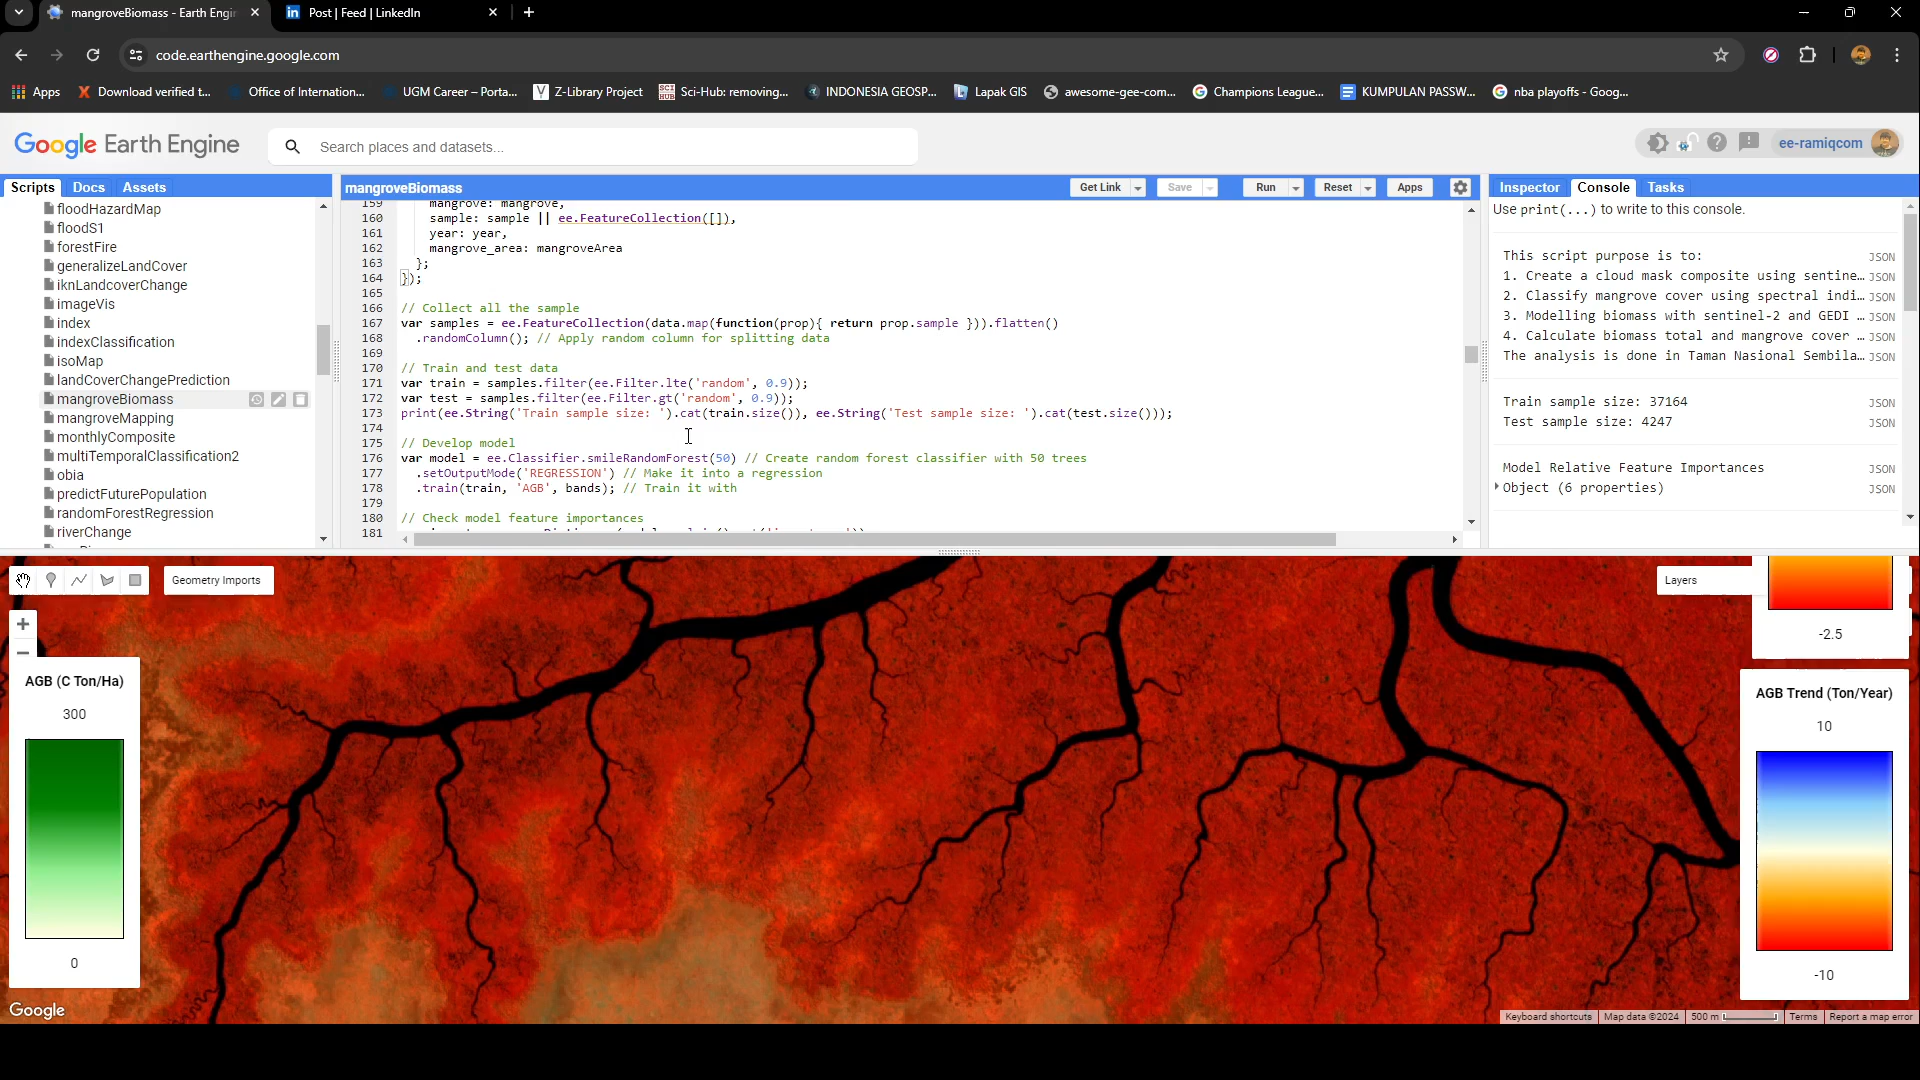 mangroveBiomass - Earth Engin
Post | Feed | LinkedIn
code.earthengine.google.com
Apps
Download verified t...
Office of Internation...
UGM Career – Porta...
Z-Library Project
Sci-Hub: removing...
INDONESIA GEOSP...
Lapak GIS
awesome-gee-com...
Champions League...
KUMPULAN PASSW...
nba playoffs - Goog...
Google Earth Engine
Search places and datasets...
ee-ramiqcom
Scripts
Docs
Assets
floodHazardMap
floodS1
forestFire
generalizeLandCover
iknLandcoverChange
imageVis
index
indexClassification
isoMap
landCoverChangePrediction
mangroveBiomass
mangroveMapping
monthlyComposite
multiTemporalClassification2
obia
predictFuturePopulation
randomForestRegression
riverChange
mangroveBiomass
Get Link
Save
Run
Reset
Apps
159 mangrove: mangrove,
160 sample: sample || ee.FeatureCollection([]),
161 year: year,
162 mangrove_area: mangroveArea
163 };
164 });
165
166 // Collect all the sample
167 var samples = ee.FeatureCollection(data.map(function(prop){ return prop.sample })).flatten()
168 .randomColumn(); // Apply random column for splitting data
169
170 // Train and test data
171 var train = samples.filter(ee.Filter.lte('random', 0.9));
172 var test = samples.filter(ee.Filter.gt('random', 0.9));
173 print(ee.String('Train sample size: ').cat(train.size()), ee.String('Test sample size: ').cat(test.size()));
174
175 // Develop model
176 var model = ee.Classifier.smileRandomForest(50) // Create random forest classifier with 50 trees
177 .setOutputMode('REGRESSION') // Make it into a regression
178 .train(train, 'AGB', bands); // Train it with
179
180 // Check model feature importances
181
Inspector
Console
Tasks
Use print(...) to write to this console.
This script purpose is to: JSON
1. Create a cloud mask composite using sentine... JSON
2. Classify mangrove cover using spectral indi... JSON
3. Modelling biomass with sentinel-2 and GEDI ... JSON
4. Calculate biomass total and mangrove cover ... JSON
The analysis is done in Taman Nasional Sembila... JSON
Train sample size: 37164 JSON
Test sample size: 4247 JSON
Model Relative Feature Importances JSON
Object (6 properties) JSON
Geometry Imports
Layers
-2.5
AGB (C Ton/Ha)
300
0
AGB Trend (Ton/Year)
10
-10
Google
Keyboard shortcuts
Map data ©2024
500 m
Terms
Report a map error